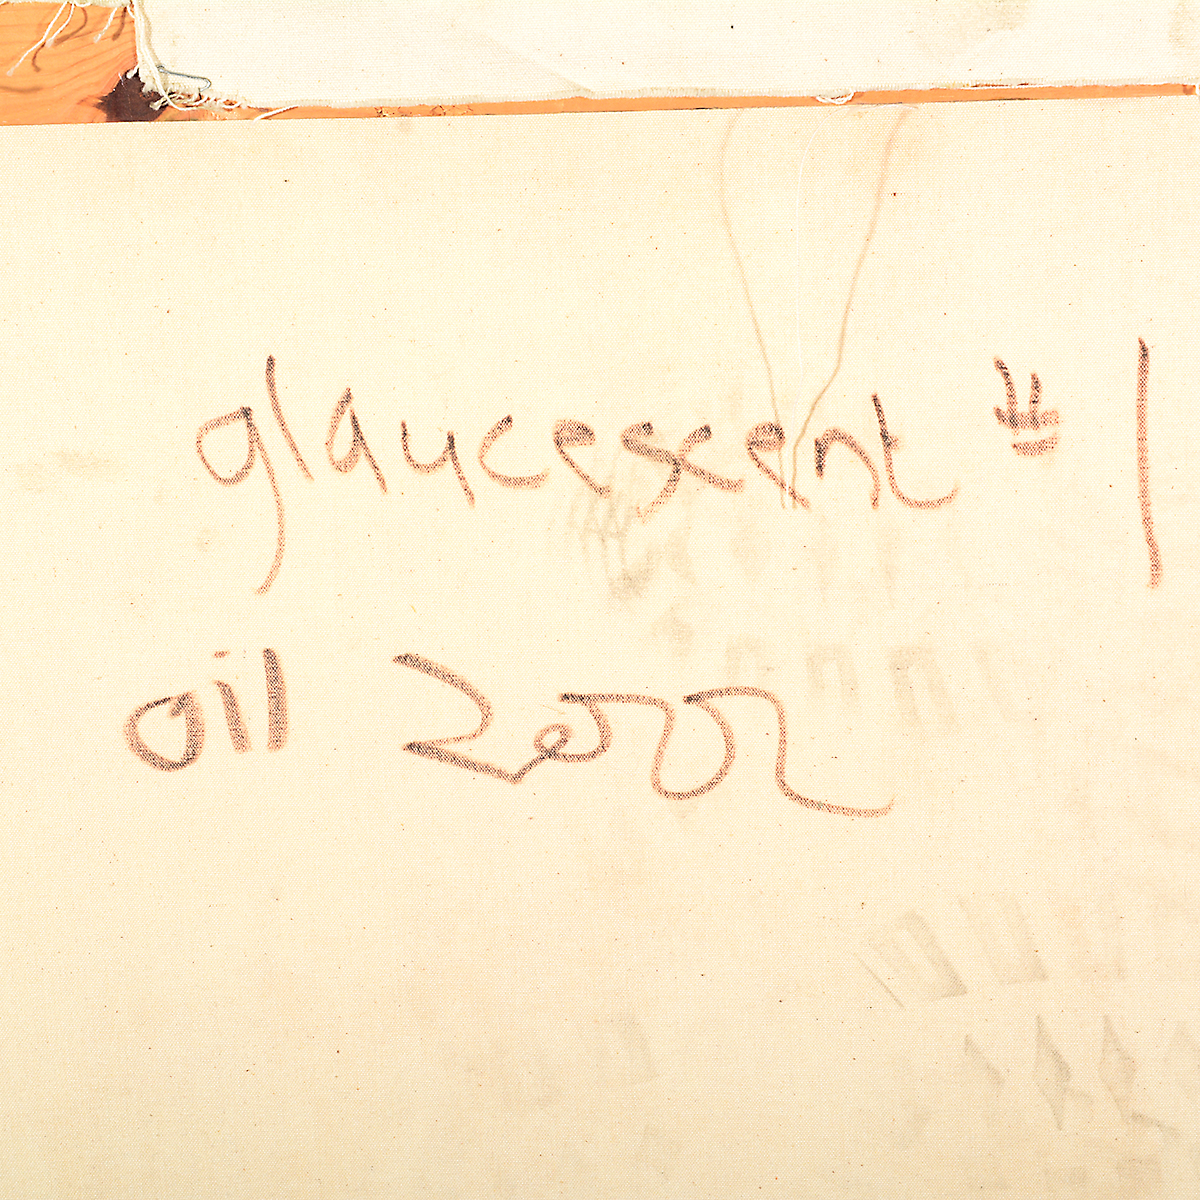 glaucescent #1
oil 2002